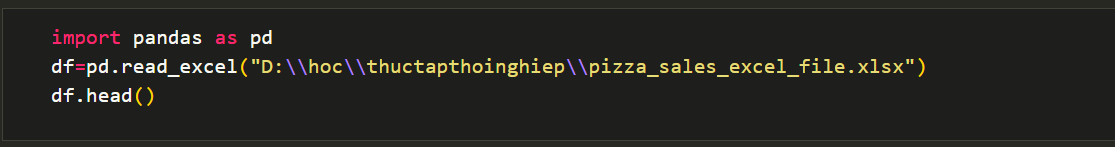 import pandas as pd
df=pd.read_excel("D:\\hoc\\thuctapthoinghiep\\pizza_sales_excel_file.xlsx")
df.head()